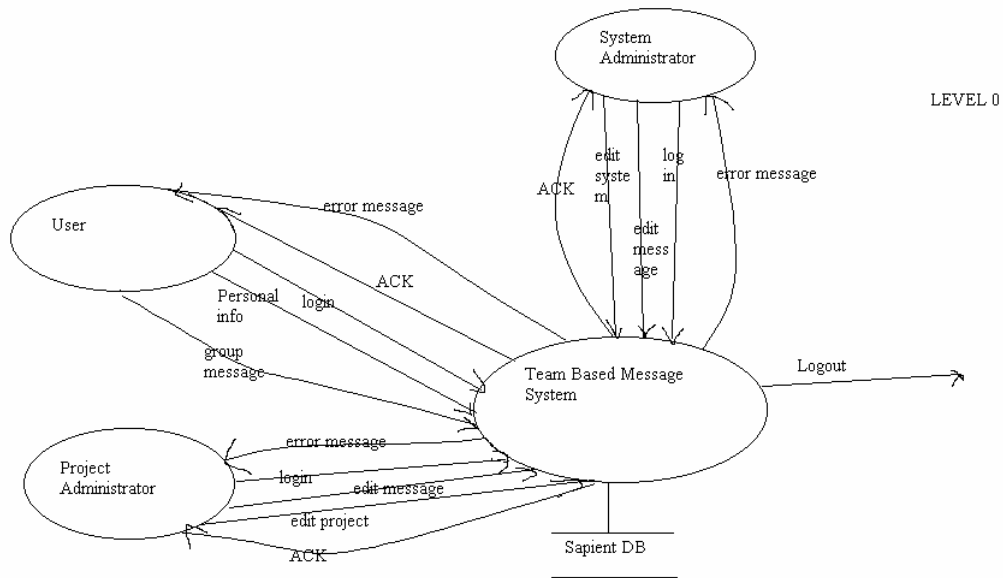 System
Administrator
LEVEL 0
edit
syste
m
log
in
ACK
error message
error message
User
edit
mess
age
ACK
Personal
info
login
group
message
Logout
Team Based Message
System
error message
Project
Administrator
login
edit message
edit project
ACK
Sapient DB